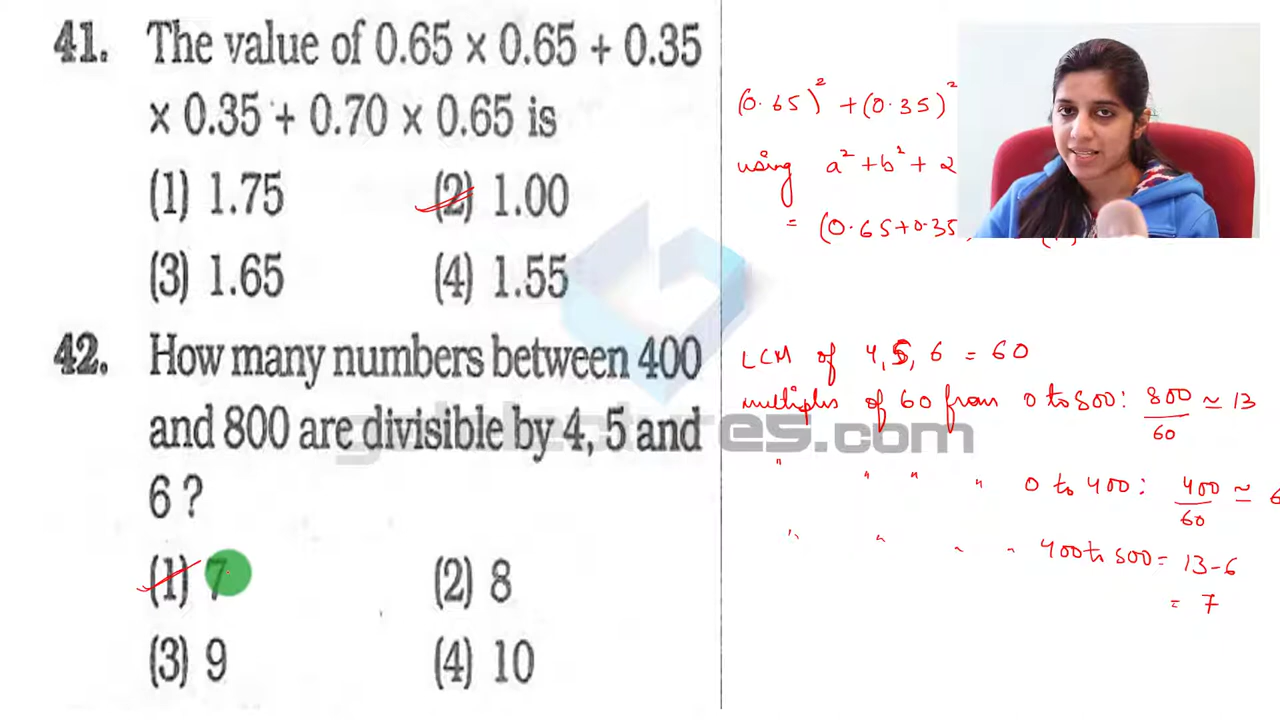 41. The value of 0.65 × 0.65 + 0.35
× 0.35 + 0.70 × 0.65 is
(1) 1.75 (2) 1.00
(3) 1.65 (4) 1.55
42. How many numbers between 400
and 800 are divisible by 4, 5 and
6 ?
(1) 7 (2) 8
(3) 9 (4) 10
(0.65)² + (0.35)²
using a² + b² + 2
= (0.65+0.35
LCM of 4, 5, 6 = 60
multiples of 60 from 0 to 800 : 800/60 ≃ 13
" " " " 0 to 400 : 400/60 ≃ 6
" " " " 400 to 800 = 13 - 6
= 7
.com